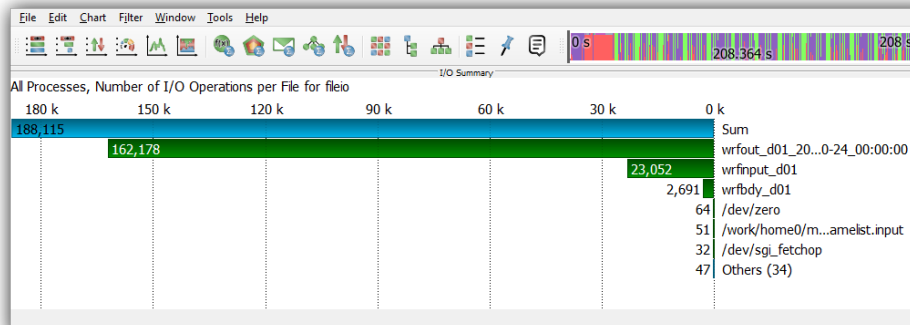 File Edit Chart Filter Window Tools Help
0 s 208.364 s 208 s
I/O Summary
All Processes, Number of I/O Operations per File for fileio
180 k 150 k 120 k 90 k 60 k 30 k 0 k
188,115 Sum
162,178 wrfout_d01_20...0-24_00:00:00
23,052 wrfinput_d01
2,691 wrfbdy_d01
64 /dev/zero
51 /work/home0/m...amelist.input
32 /dev/sgi_fetchop
47 Others (34)